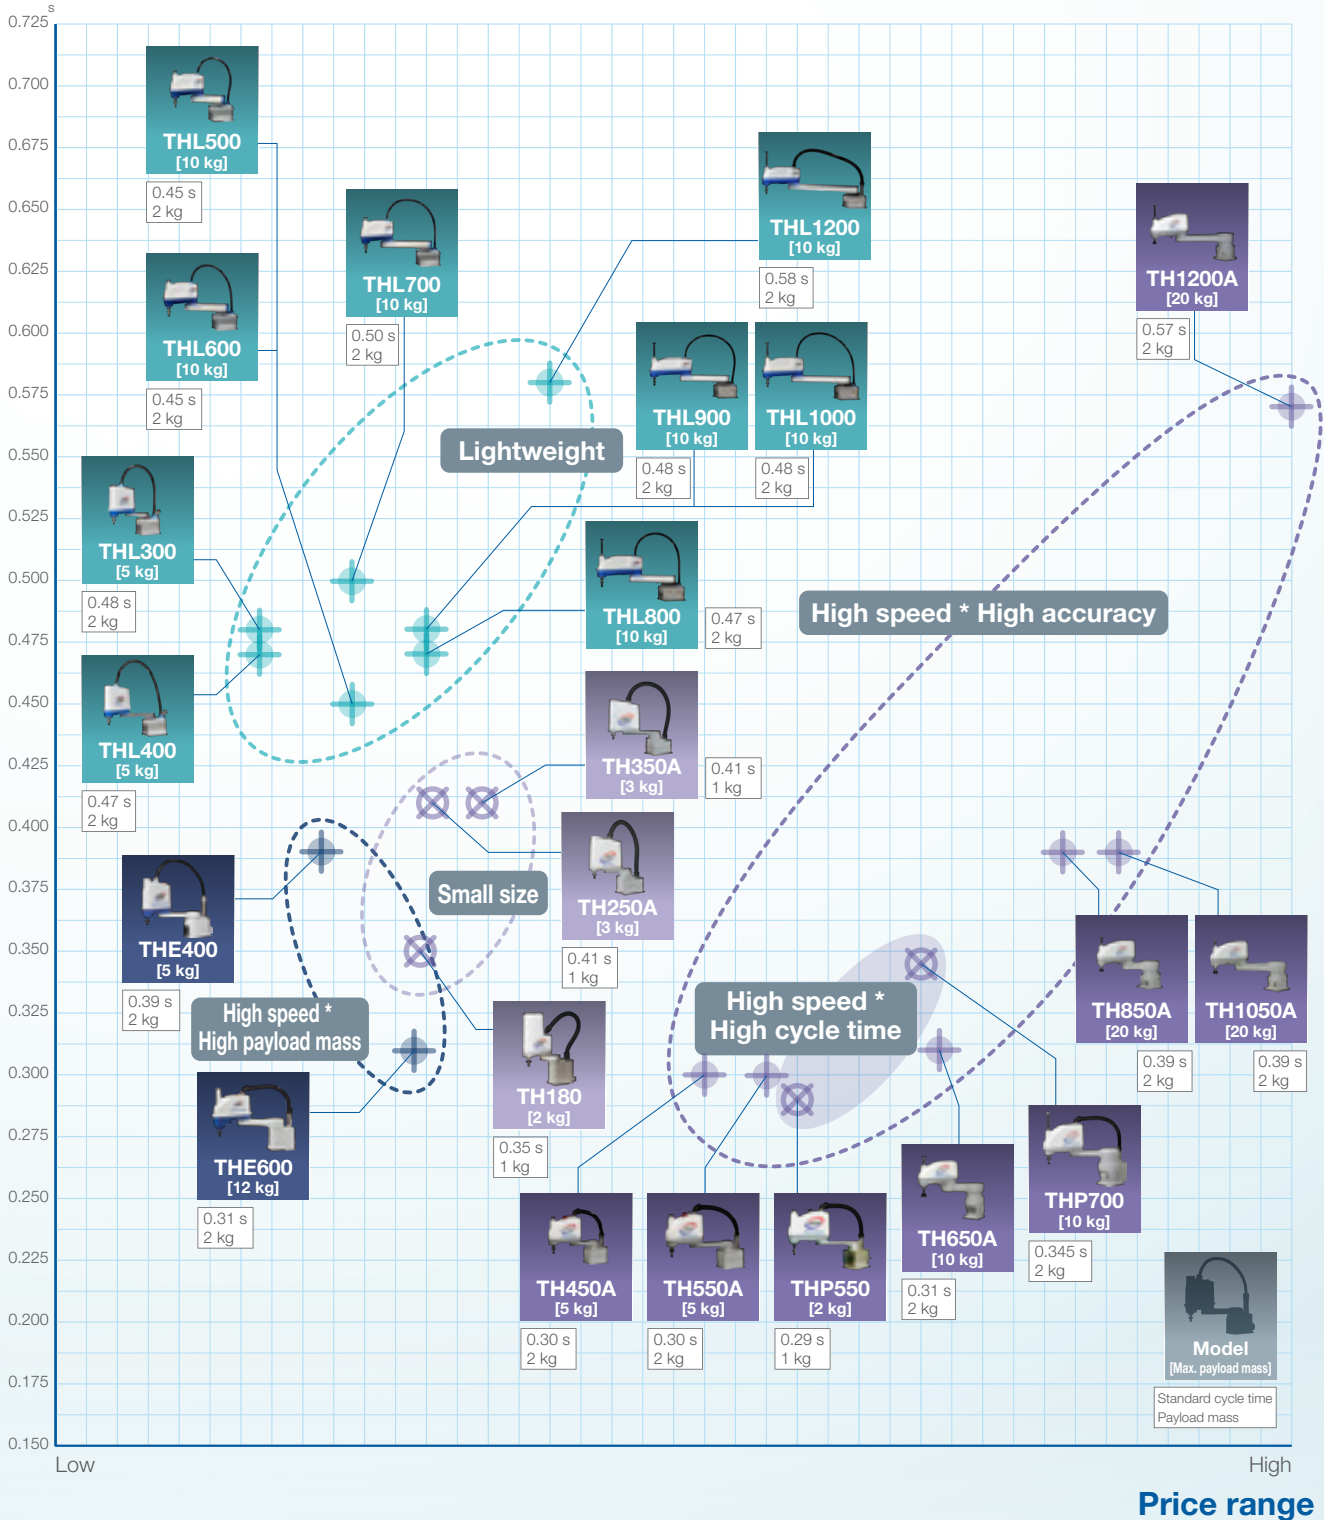 s
0.725
0.700
0.675
0.650
0.625
0.600
0.575
0.550
0.525
0.500
0.475
0.450
0.425
0.400
0.375
0.350
0.325
0.300
0.275
0.250
0.225
0.200
0.175
0.150
THL500
[10 kg]
0.45 s
2 kg
THL600
[10 kg]
0.45 s
2 kg
THL700
[10 kg]
0.50 s
2 kg
THL1200
[10 kg]
0.58 s
2 kg
TH1200A
[20 kg]
0.57 s
2 kg
THL900
[10 kg]
0.48 s
2 kg
THL1000
[10 kg]
0.48 s
2 kg
Lightweight
THL300
[5 kg]
0.48 s
2 kg
THL800
[10 kg]
0.47 s
2 kg
High speed * High accuracy
THL400
[5 kg]
0.47 s
2 kg
TH350A
[3 kg]
0.41 s
1 kg
TH250A
[3 kg]
0.41 s
1 kg
Small size
THE400
[5 kg]
0.39 s
2 kg
High speed *
High payload mass
THE600
[12 kg]
0.31 s
2 kg
TH180
[2 kg]
0.35 s
1 kg
High speed *
High cycle time
TH850A
[20 kg]
0.39 s
2 kg
TH1050A
[20 kg]
0.39 s
2 kg
TH450A
[5 kg]
0.30 s
2 kg
TH550A
[5 kg]
0.30 s
2 kg
THP550
[2 kg]
0.29 s
1 kg
TH650A
[10 kg]
0.31 s
2 kg
THP700
[10 kg]
0.345 s
2 kg
Model
[Max. payload mass]
Standard cycle time
Payload mass
Low
High
Price range